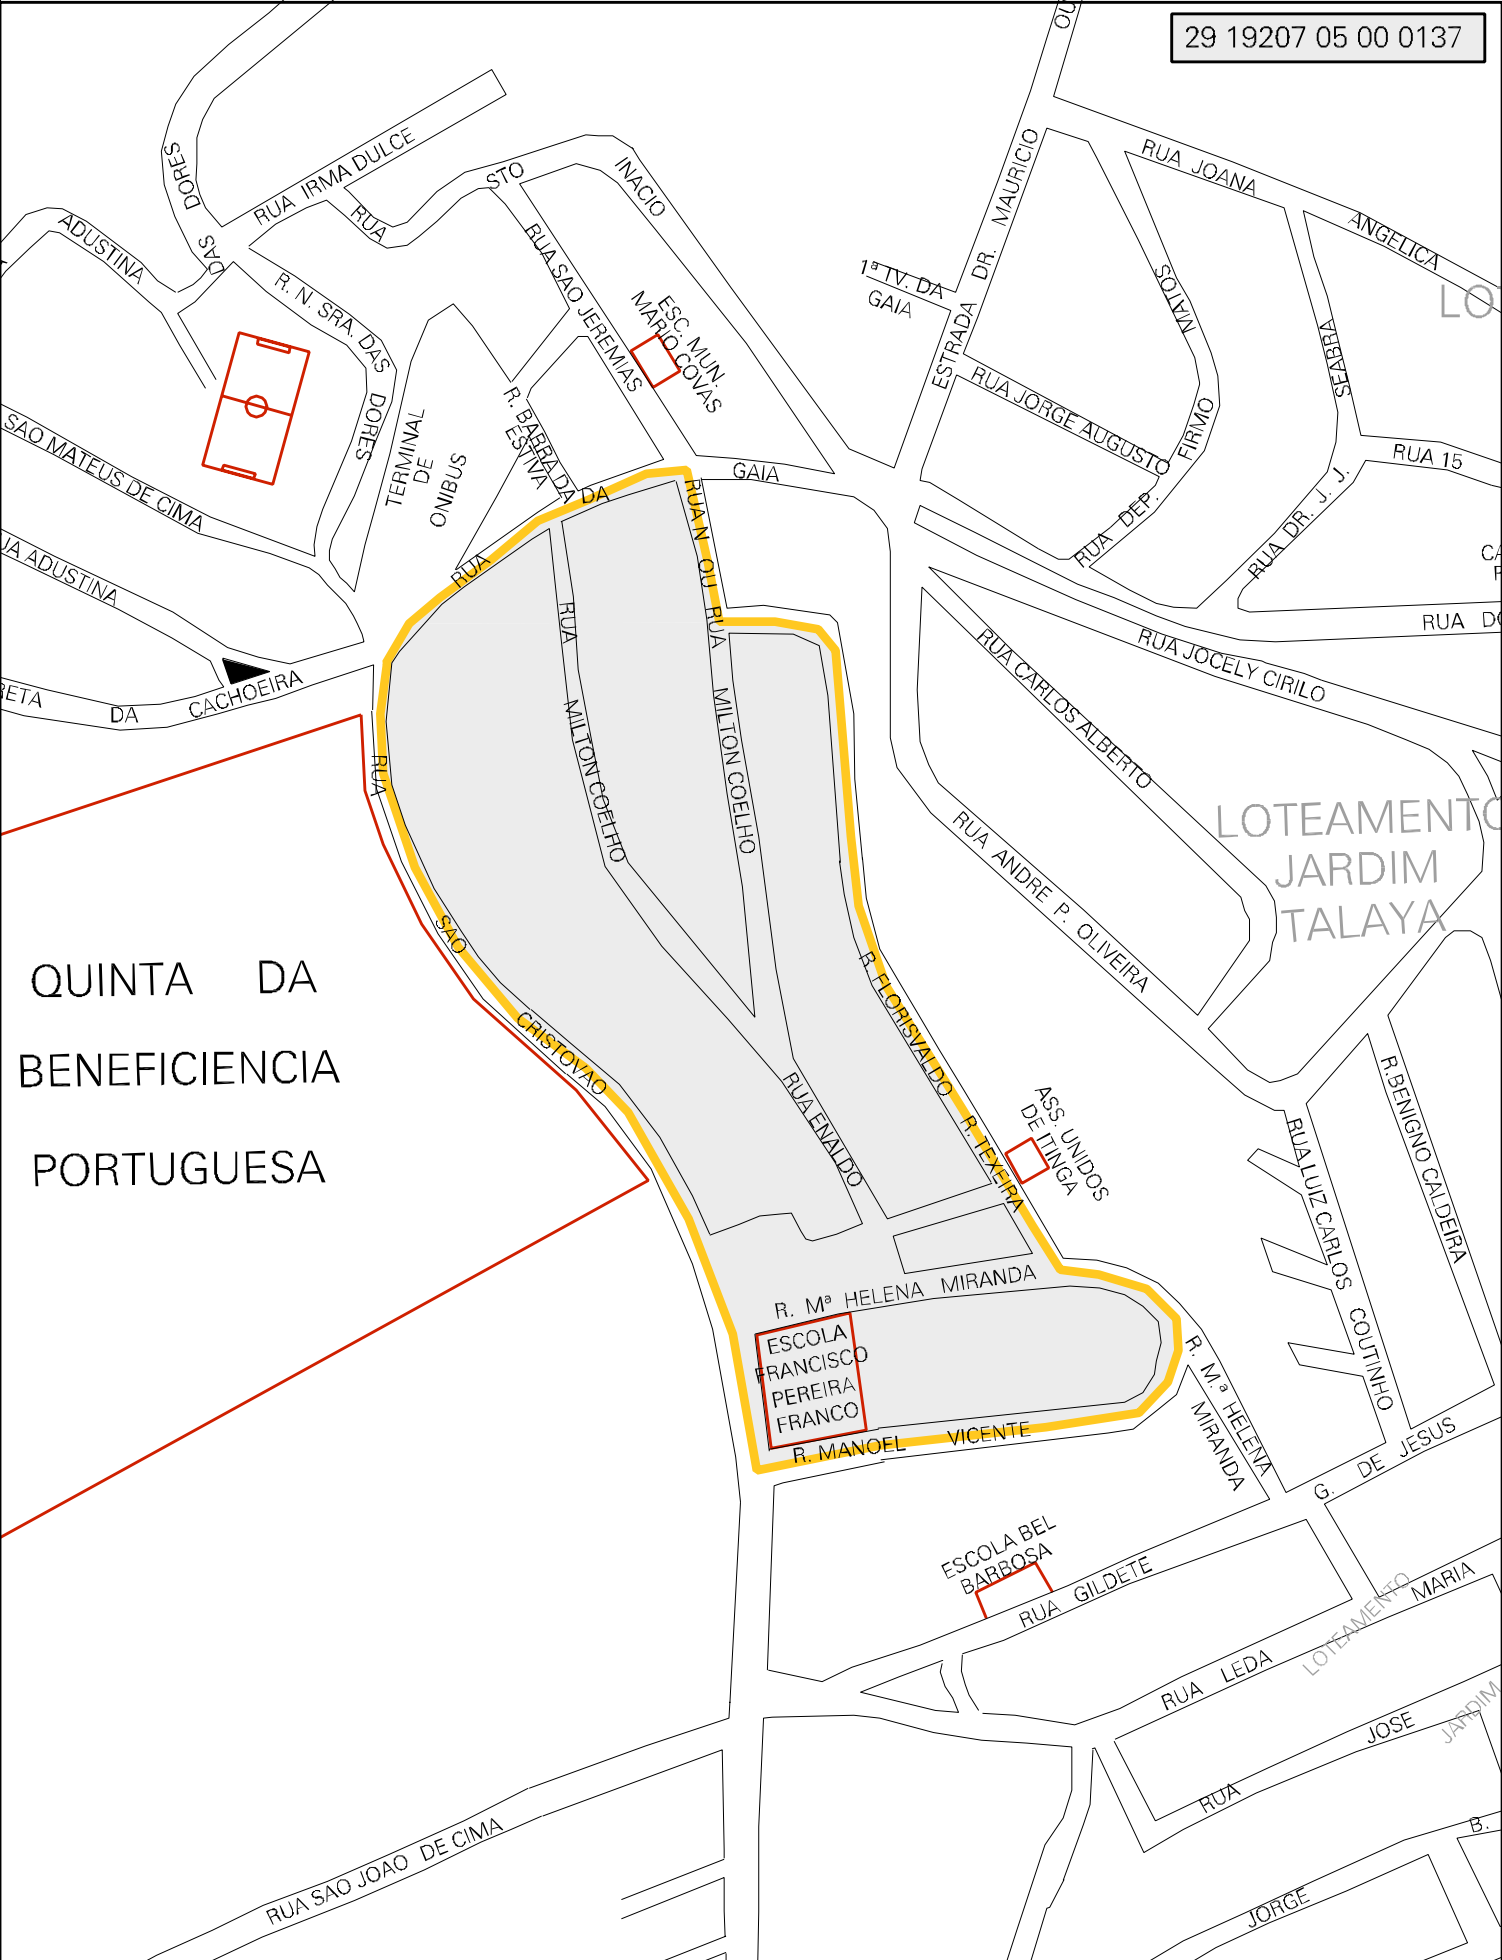 29 19207 05 00 0137
RUA IRMA DULCE
DAS DORES
ADUSTINA
RUA STO INACIO
RUA JOANA ANGELICA
ESTRADA DR. MAURICIO
1ª TV. DA
GAIA
R. N. SRA. DAS DORES
RUA SAO JEREMIAS
ESC. MUN.
MARIO COVAS
MATOS
FIRMO
RUA DEP.
SEABRA
RUA DR. J. J.
LO
RUA JORGE AUGUSTO
RUA 15
TERMINAL
DE
ONIBUS
R. BARRA DA
ESTIVA
SAO MATEUS DE CIMA
RUA DA GAIA
UA ADUSTINA
RUA N OU
RUA MILTON COELHO
RUA MILTON COELHO
RUA DO
RUA JOCELY CIRILO
RUA CARLOS ALBERTO
RETA DA CACHOEIRA
LOTEAMENTO
JARDIM
TALAYA
RUA SAO CRISTOVAO
RUA ANDRE P. OLIVEIRA
QUINTA DA
BENEFICIENCIA
PORTUGUESA
R. FLORISVALDO R. TEXEIRA
RUA ENALDO
ASS. UNIDOS
DE ITINGA
R.BENIGNO CALDEIRA
RUA LUIZ CARLOS COUTINHO
R. Mª HELENA MIRANDA
ESCOLA
FRANCISCO
PEREIRA
FRANCO
R. MANOEL VICENTE
R. M.ª HELENA
MIRANDA
G. DE JESUS
ESCOLA BEL
BARBOSA
RUA GILDETE
LOTEAMENTO
JARDIM
MARIA
RUA LEDA
RUA JOSE
B.
JORGE
RUA SAO JOAO DE CIMA